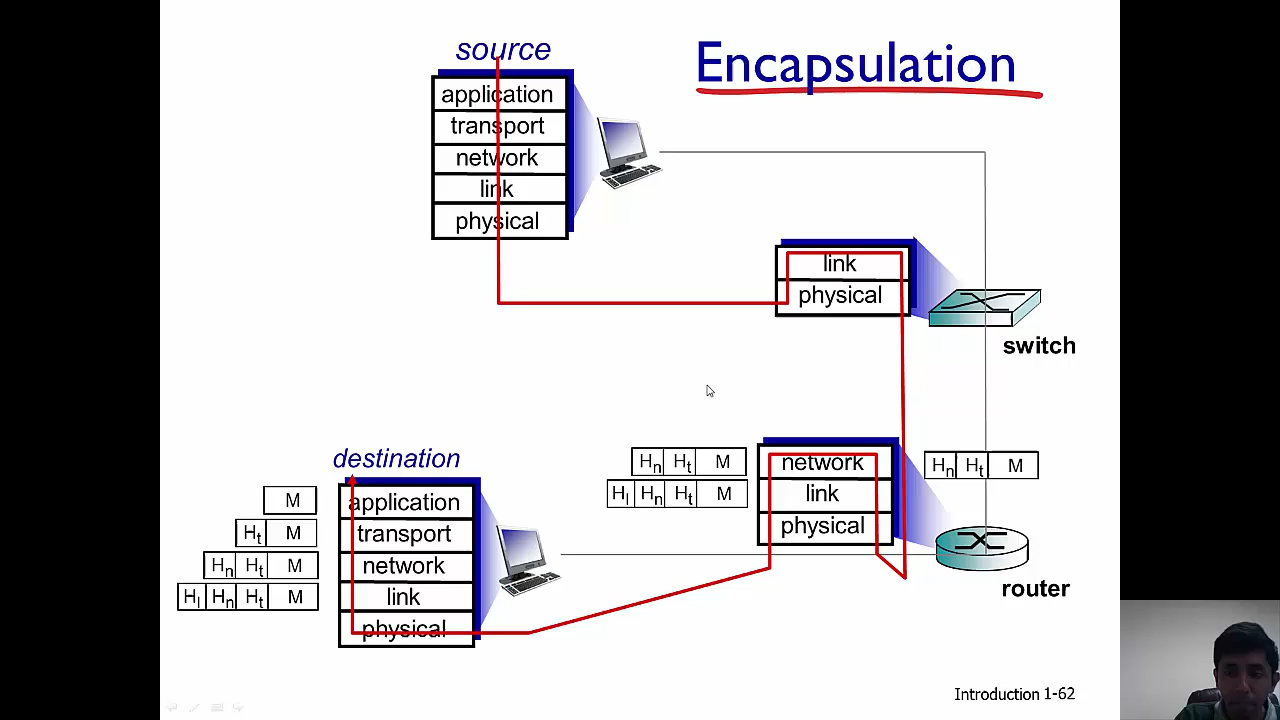 source
Encapsulation
application
transport
network
link
physical
link
physical
switch
destination
Hn Ht M
network
Hn Ht M
Hl Hn Ht M
link
physical
M
application
Ht M
transport
Hn Ht M
network
Hl Hn Ht M
link
physical
router
Introduction 1-62